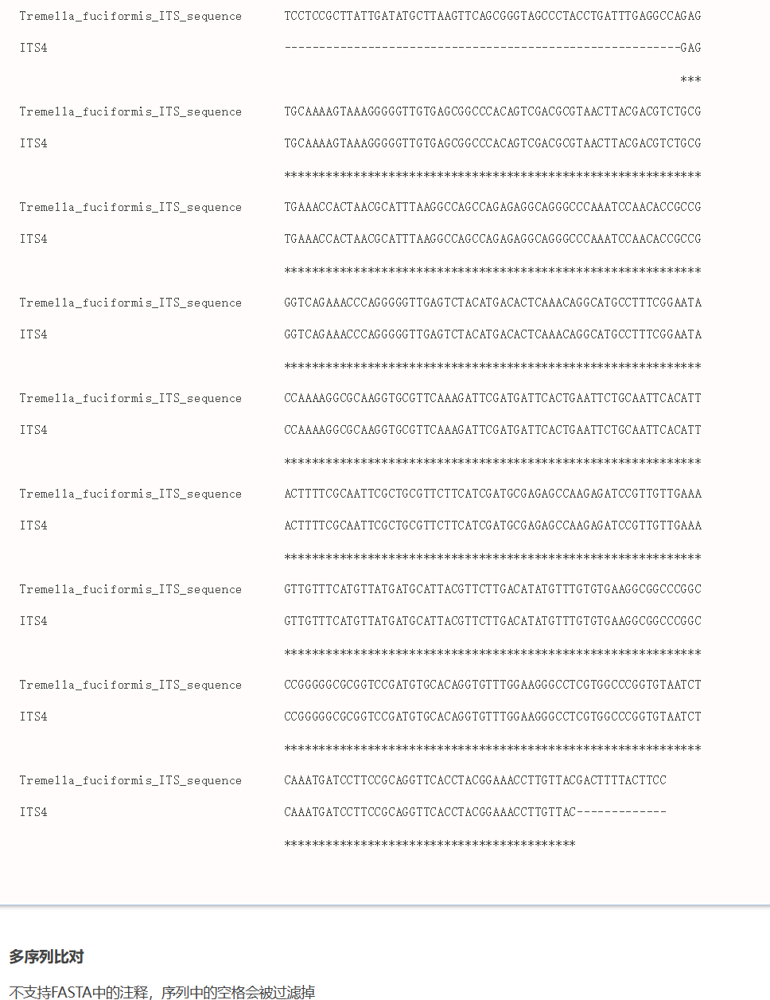 Tremella_fuciformis_ITS_sequence TCCTCCGCTTATTGATATGCTTAAGTTCAGCGGGTAGCCCTACCTGATTTGAGGCCAGAG
ITS4 ---------------------------------------------------------GAG
***
Tremella_fuciformis_ITS_sequence TGCAAAAGTAAAGGGGGTTGTGAGCGGCCCACAGTCGACGCGTAACTTACGACGTCTGCG
ITS4 TGCAAAAGTAAAGGGGGTTGTGAGCGGCCCACAGTCGACGCGTAACTTACGACGTCTGCG
************************************************************
Tremella_fuciformis_ITS_sequence TGAAACCACTAACGCATTTAAGGCCAGCCAGAGAGGCAGGGCCCAAATCCAACACCGCCG
ITS4 TGAAACCACTAACGCATTTAAGGCCAGCCAGAGAGGCAGGGCCCAAATCCAACACCGCCG
************************************************************
Tremella_fuciformis_ITS_sequence GGTCAGAAACCCAGGGGGTTGAGTCTACATGACACTCAAACAGGCATGCCTTTCGGAATA
ITS4 GGTCAGAAACCCAGGGGGTTGAGTCTACATGACACTCAAACAGGCATGCCTTTCGGAATA
************************************************************
Tremella_fuciformis_ITS_sequence CCAAAAGGCGCAAGGTGCGTTCAAAGATTCGATGATTCACTGAATTCTGCAATTCACATT
ITS4 CCAAAAGGCGCAAGGTGCGTTCAAAGATTCGATGATTCACTGAATTCTGCAATTCACATT
************************************************************
Tremella_fuciformis_ITS_sequence ACTTTTCGCAATTCGCTGCGTTCTTCATCGATGCGAGAGCCAAGAGATCCGTTGTTGAAA
ITS4 ACTTTTCGCAATTCGCTGCGTTCTTCATCGATGCGAGAGCCAAGAGATCCGTTGTTGAAA
************************************************************
Tremella_fuciformis_ITS_sequence GTTGTTTCATGTTATGATGCATTACGTTCTTGACATATGTTTGTGTGAAGGCGGCCCGGC
ITS4 GTTGTTTCATGTTATGATGCATTACGTTCTTGACATATGTTTGTGTGAAGGCGGCCCGGC
************************************************************
Tremella_fuciformis_ITS_sequence CCGGGGGCGCGGTCCGATGTGCACAGGTGTTTGGAAGGGCCTCGTGGCCCGGTGTAATCT
ITS4 CCGGGGGCGCGGTCCGATGTGCACAGGTGTTTGGAAGGGCCTCGTGGCCCGGTGTAATCT
************************************************************
Tremella_fuciformis_ITS_sequence CAAATGATCCTTCCGCAGGTTCACCTACGGAAACCTTGTTACGACTTTTACTTCC
ITS4 CAAATGATCCTTCCGCAGGTTCACCTACGGAAACCTTGTTAC-------------
******************************************
多序列比对
不支持FASTA中的注释，序列中的空格会被过滤掉